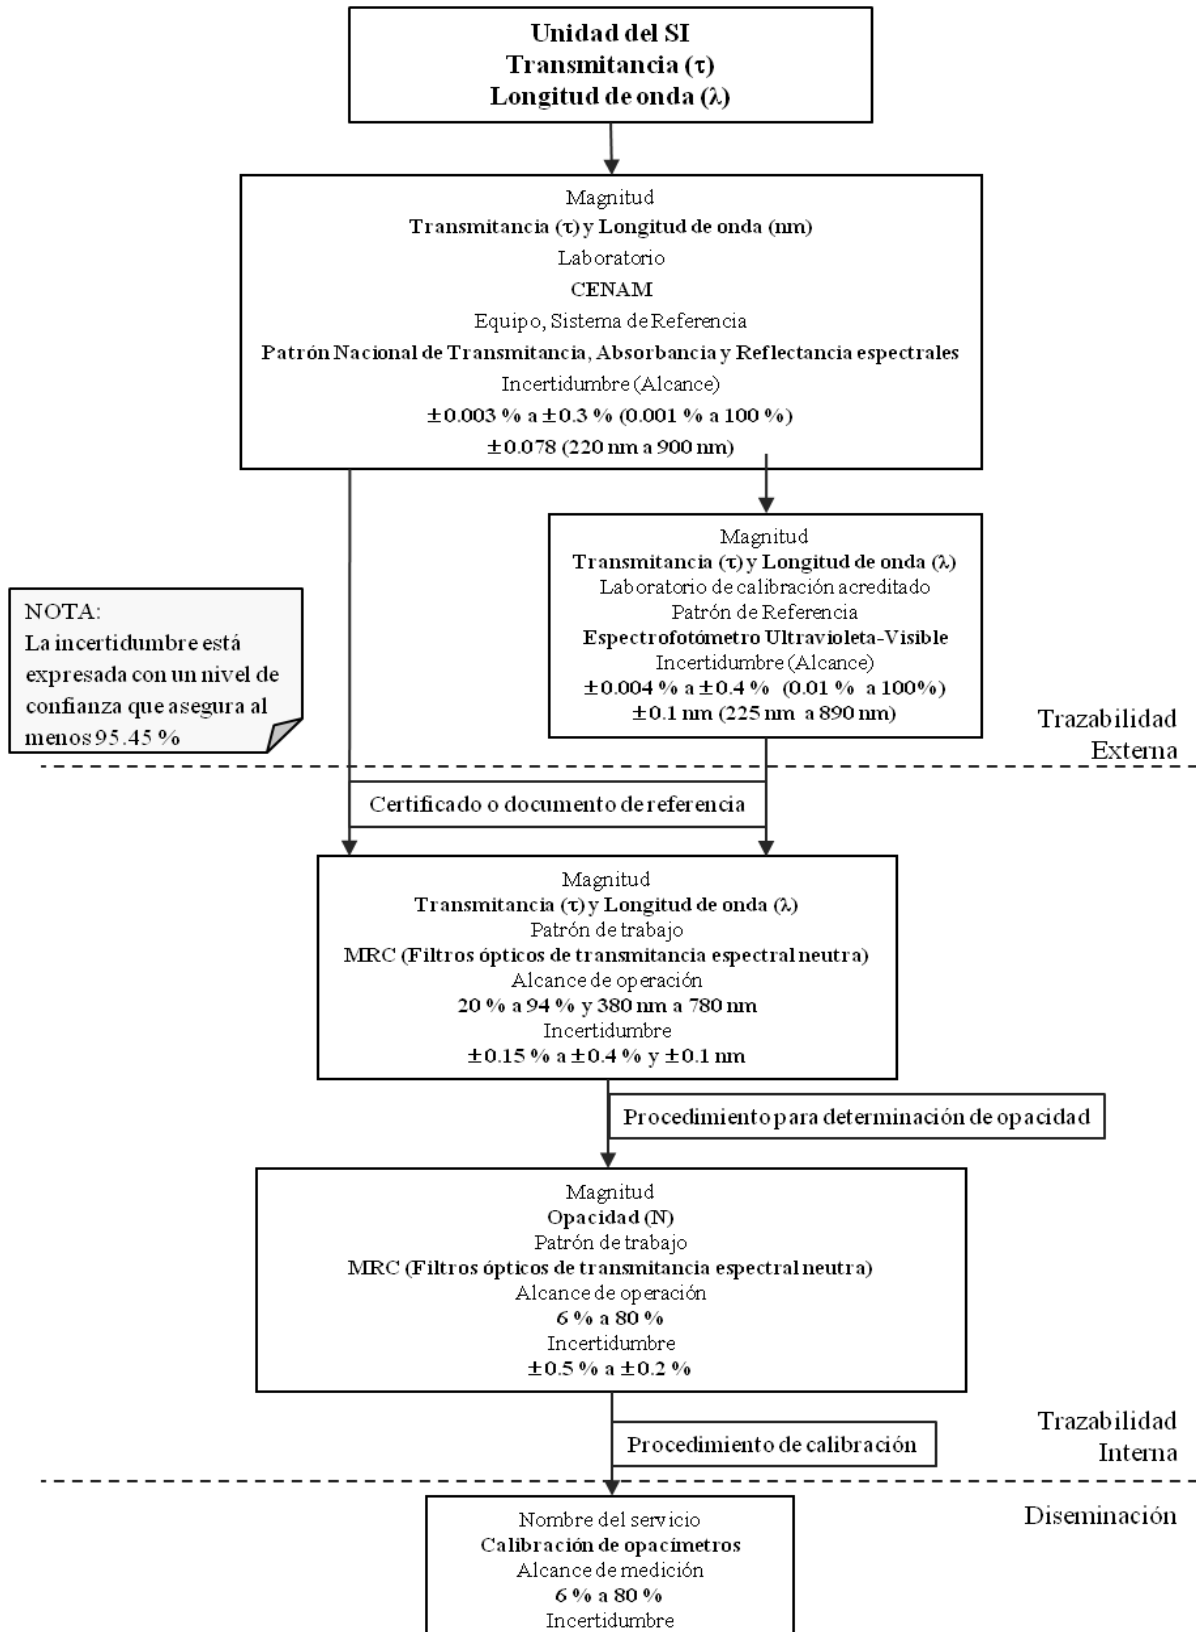 Unidad del SI
Transmitancia (τ)
Longitud de onda (λ)
Magnitud
Transmitancia (τ) y Longitud de onda (nm)
Laboratorio
CENAM
Equipo, Sistema de Referencia
Patrón Nacional de Transmitancia, Absorbancia y Reflectancia espectrales
Incertidumbre (Alcance)
±0.003 % a ±0.3 % (0.001 % a 100 %)
±0.078 (220 nm a 900 nm)
Magnitud
Transmitancia (τ) y Longitud de onda (λ)
Laboratorio de calibración acreditado
Patrón de Referencia
Espectrofotómetro Ultravioleta-Visible
Incertidumbre (Alcance)
±0.004 % a ±0.4 % (0.01 % a 100%)
±0.1 nm (225 nm a 890 nm)
NOTA:
La incertidumbre está
expresada con un nivel de
confianza que asegura al
menos 95.45 %
Trazabilidad
Externa
Certificado o documento de referencia
Magnitud
Transmitancia (τ) y Longitud de onda (λ)
Patrón de trabajo
MRC (Filtros ópticos de transmitancia espectral neutra)
Alcance de operación
20 % a 94 % y 380 nm a 780 nm
Incertidumbre
±0.15 % a ±0.4 % y ±0.1 nm
Procedimiento para determinación de opacidad
Magnitud
Opacidad (N)
Patrón de trabajo
MRC (Filtros ópticos de transmitancia espectral neutra)
Alcance de operación
6 % a 80 %
Incertidumbre
±0.5 % a ±0.2 %
Procedimiento de calibración
Trazabilidad
Interna
Diseminación
Nombre del servicio
Calibración de opacímetros
Alcance de medición
6 % a 80 %
Incertidumbre